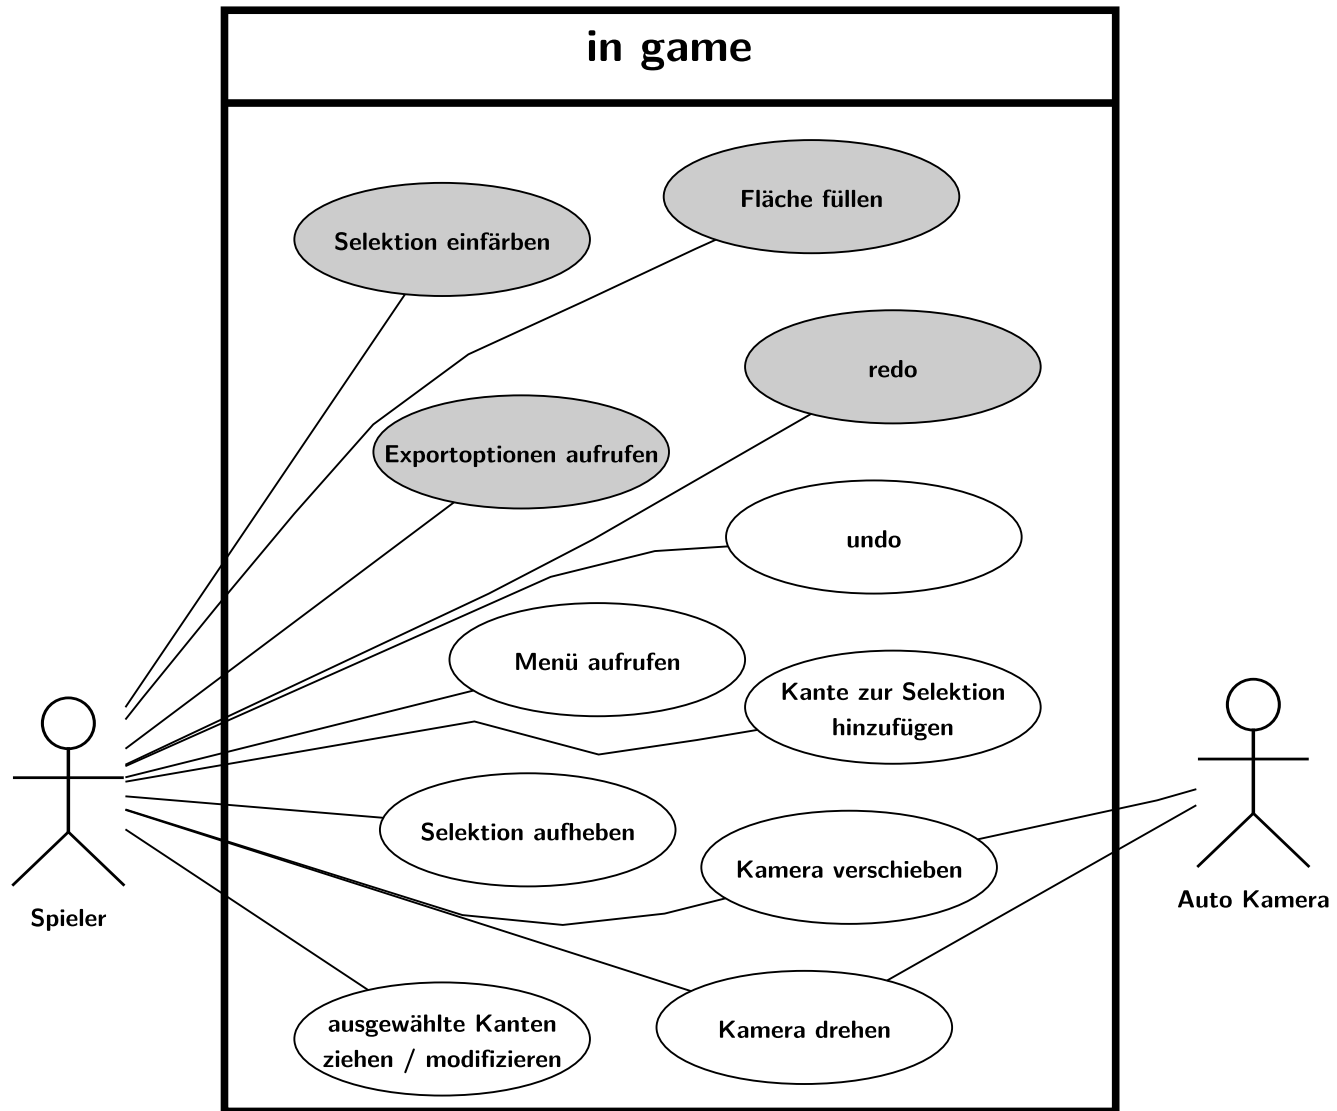 in game
Fläche füllen
Selektion einfärben
redo
Exportoptionen aufrufen
undo
Menü aufrufen
Kante zur Selektion
hinzufügen
Selektion aufheben
Kamera verschieben
Auto Kamera
Spieler
ausgewählte Kanten
ziehen / modifizieren
Kamera drehen